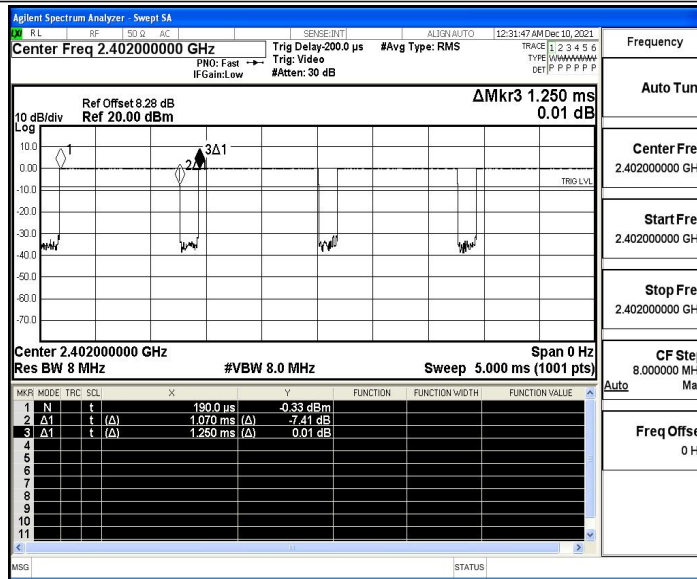 Agilent Spectrum Analyzer - Swept SA
RL RF 50 Ω AC SENSE:INT ALIGN AUTO 12:31:47 AM Dec 10, 2021
Center Freq 2.402000000 GHz
PNO: Fast
IFGain:Low
Trig Delay-200.0 µs
Trig: Video
#Atten: 30 dB
#Avg Type: RMS
TRACE 1 2 3 4 5 6
TYPE WWWWWW
DET P P P P P P
Ref Offset 8.28 dB
10 dB/div Ref 20.00 dBm
Log
ΔMkr3 1.250 ms
0.01 dB
10.0
0.00
-10.0
-20.0
-30.0
-40.0
-50.0
-60.0
-70.0
1
2Δ1
3Δ1
TRIG LVL
Center 2.402000000 GHz Span 0 Hz
Res BW 8 MHz #VBW 8.0 MHz Sweep 5.000 ms (1001 pts)
MKR MODE TRC SCL X Y FUNCTION FUNCTION WIDTH FUNCTION VALUE
1 N t 190.0 µs -0.33 dBm
2 Δ1 t (Δ) 1.070 ms (Δ) -7.41 dB
3 Δ1 t (Δ) 1.250 ms (Δ) 0.01 dB
4
5
6
7
8
9
10
11
MSG STATUS
Frequency
Auto Tun
Center Fre
2.402000000 GH
Start Fre
2.402000000 GH
Stop Fre
2.402000000 GH
CF Ste
8.000000 MH
Auto Ma
Freq Offse
0 H